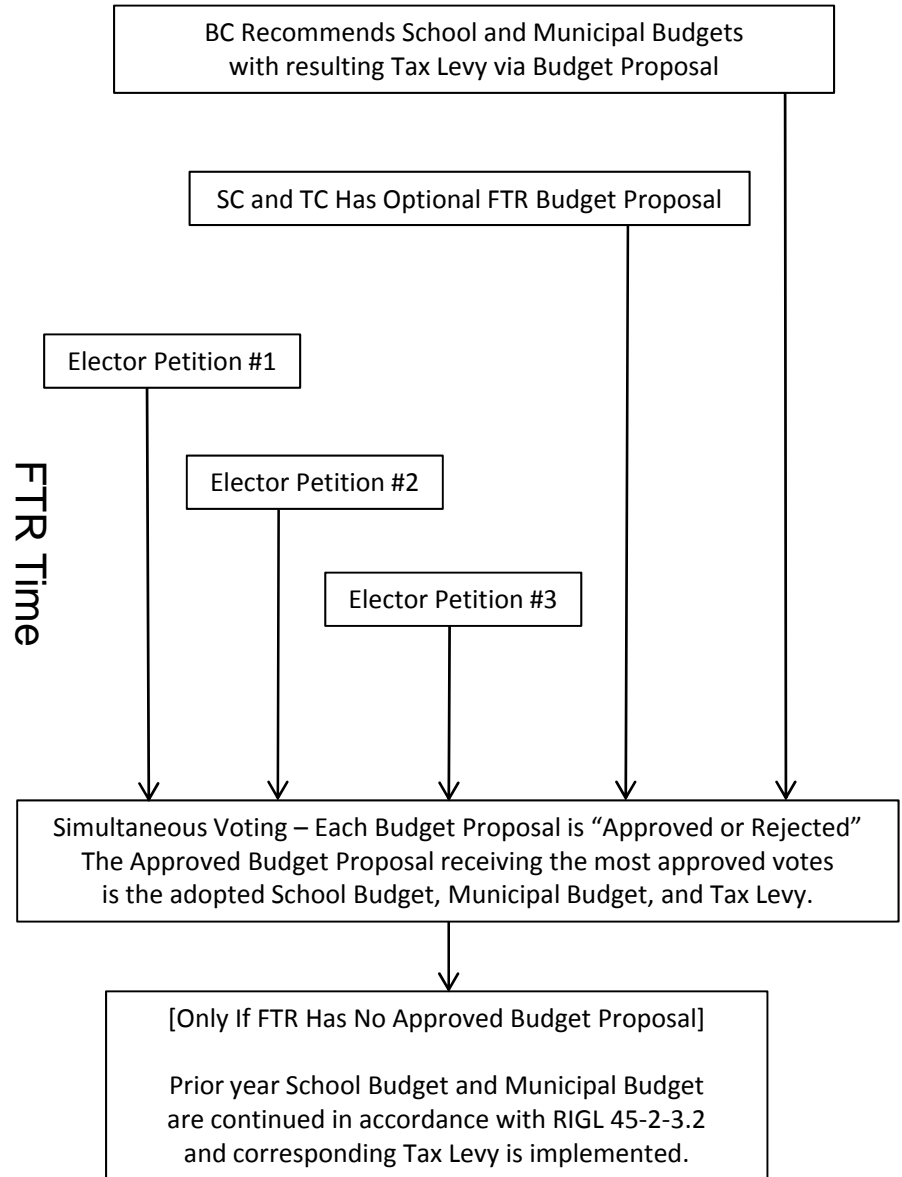 BC Recommends School and Municipal Budgets
with resulting Tax Levy via Budget Proposal
SC and TC Has Optional FTR Budget Proposal
Elector Petition #1
Elector Petition #2
Elector Petition #3
FTR Time
Simultaneous Voting – Each Budget Proposal is “Approved or Rejected”
The Approved Budget Proposal receiving the most approved votes
is the adopted School Budget, Municipal Budget, and Tax Levy.
[Only If FTR Has No Approved Budget Proposal]
Prior year School Budget and Municipal Budget
are continued in accordance with RIGL 45-2-3.2
and corresponding Tax Levy is implemented.